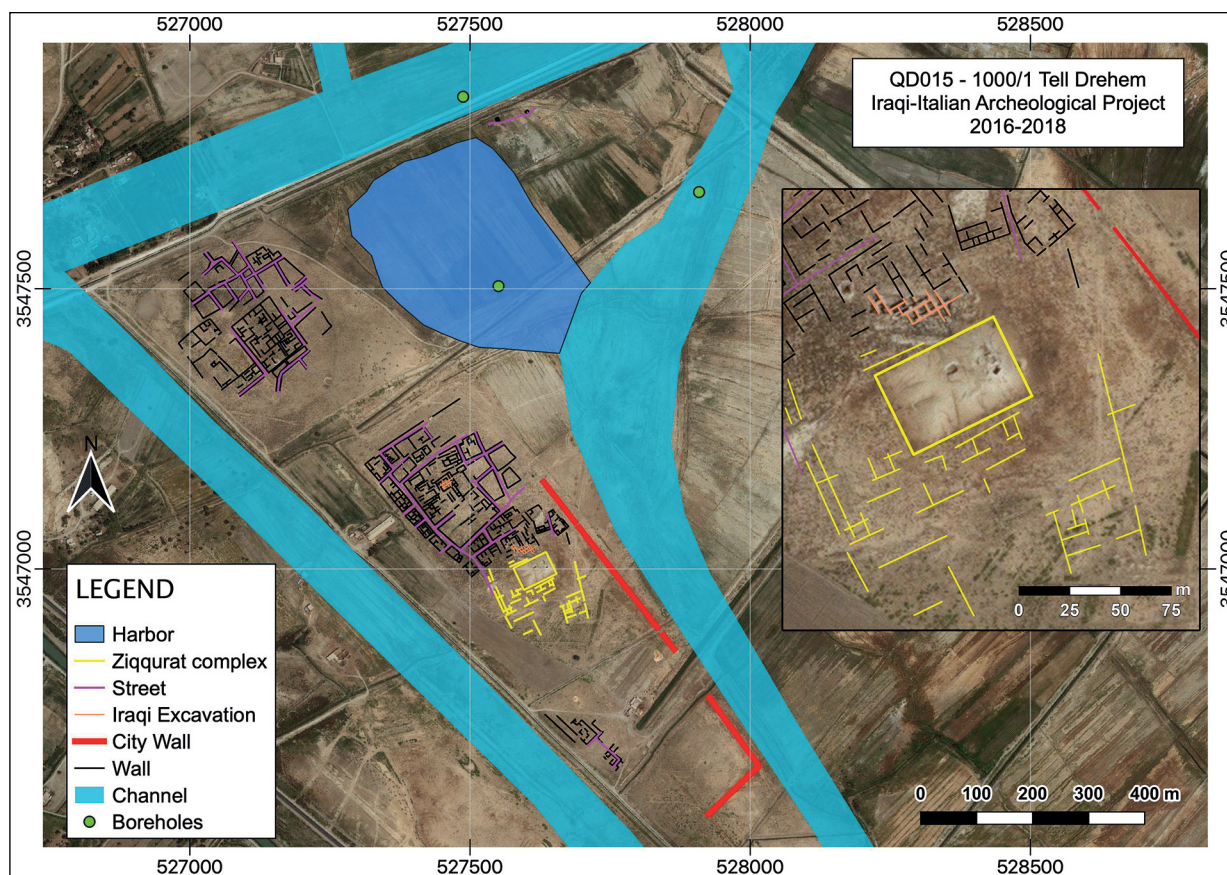 527000 527500 528000 528500
QD015 - 1000/1 Tell Drehem
Iraqi-Italian Archeological Project
2016-2018
3547500
3547500
N
3547000
3547000
0 25 50 75 m
LEGEND
Harbor
Ziqqurat complex
Street
Iraqi Excavation
City Wall
Wall
Channel
Boreholes
0 100 200 300 400 m
527000 527500 528000 528500